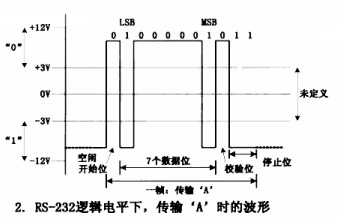 LSB MSB
+12V
0 1 0 0 0 0 0 1 0 1 1
"0"
+3V
0V
未定义
-3V
"1"
空闲
7个数据位
停止位
-12V
开始位
校验位
一帧：传输‘A’
2. RS-232逻辑电平下，传输‘A’时的波形